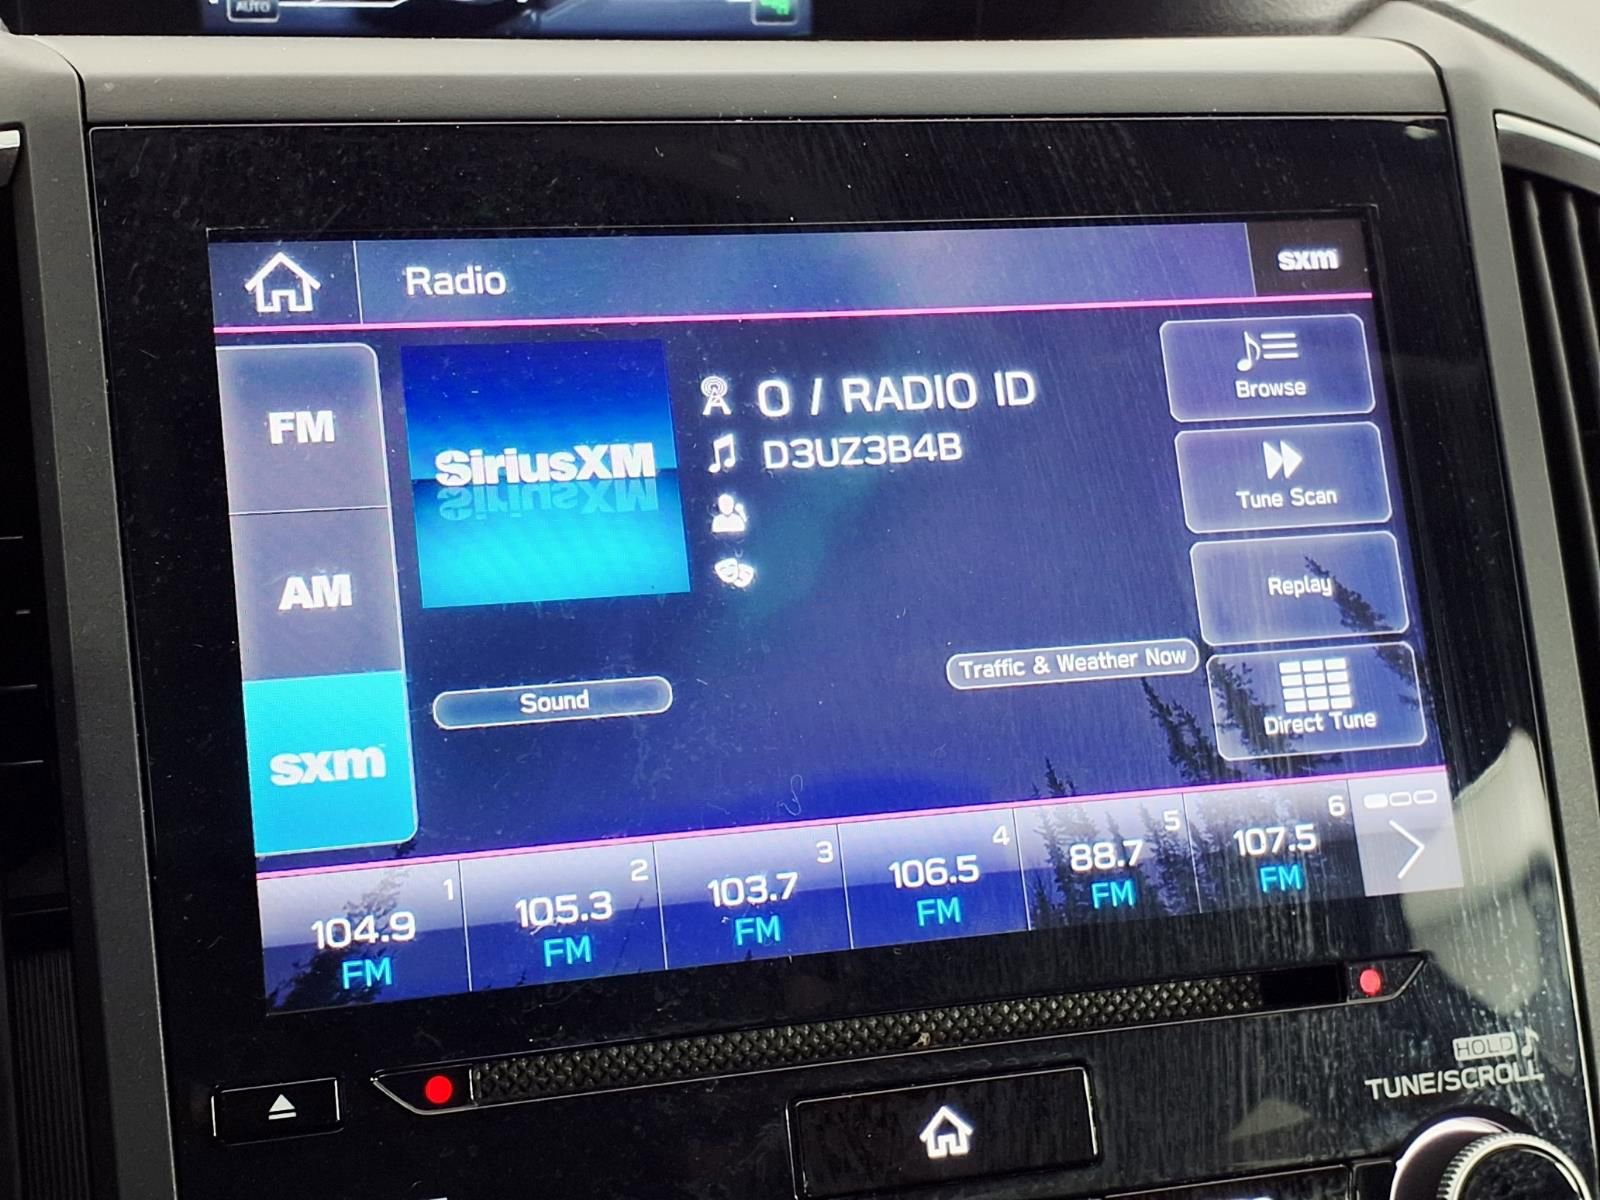 AUTO
Radio
sxm
FM
AM
sxm
SiriusXM
0 / RADIO ID
D3UZ3B4B
Browse
Tune Scan
Replay
Direct Tune
Sound
Traffic & Weather Now
1
104.9
FM
2
105.3
FM
3
103.7
FM
4
106.5
FM
5
88.7
FM
6
107.5
FM
HOLD
TUNE/SCROLL